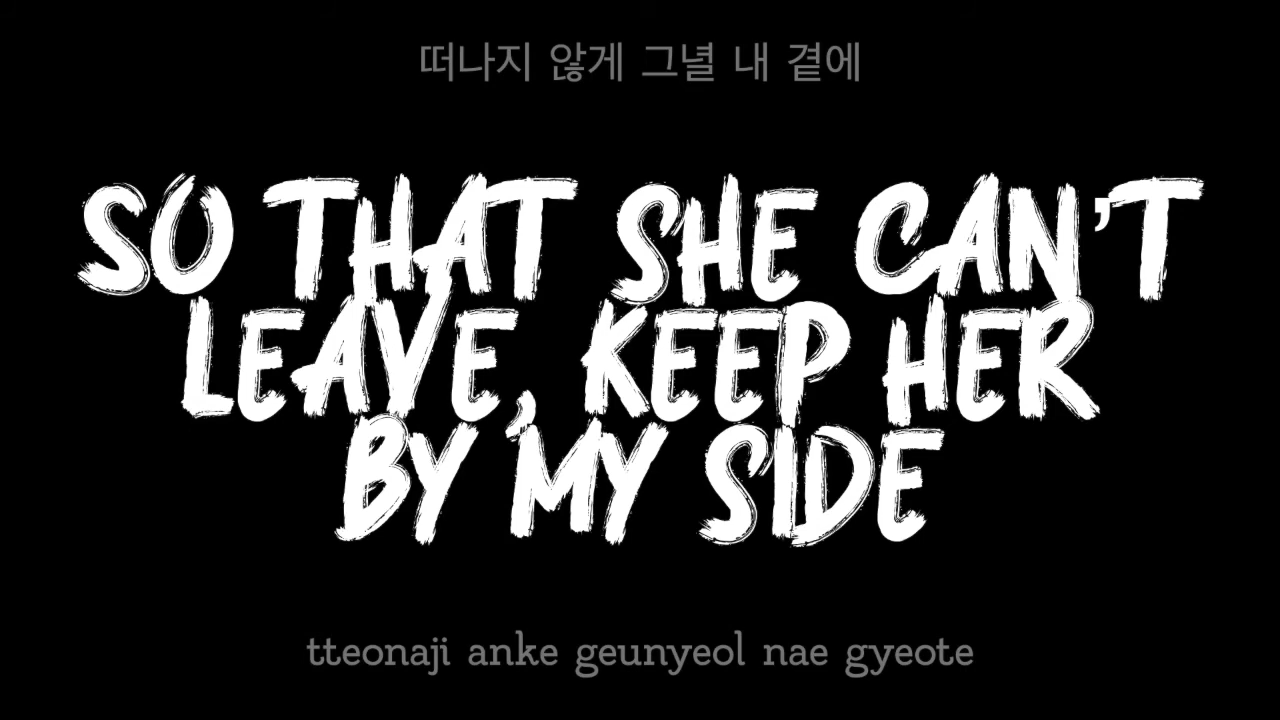 떠나지 않게 그녈 내 곁에
SO THAT SHE CAN'T
LEAVE, KEEP HER
BY MY SIDE
tteonaji anke geunyeol nae gyeote